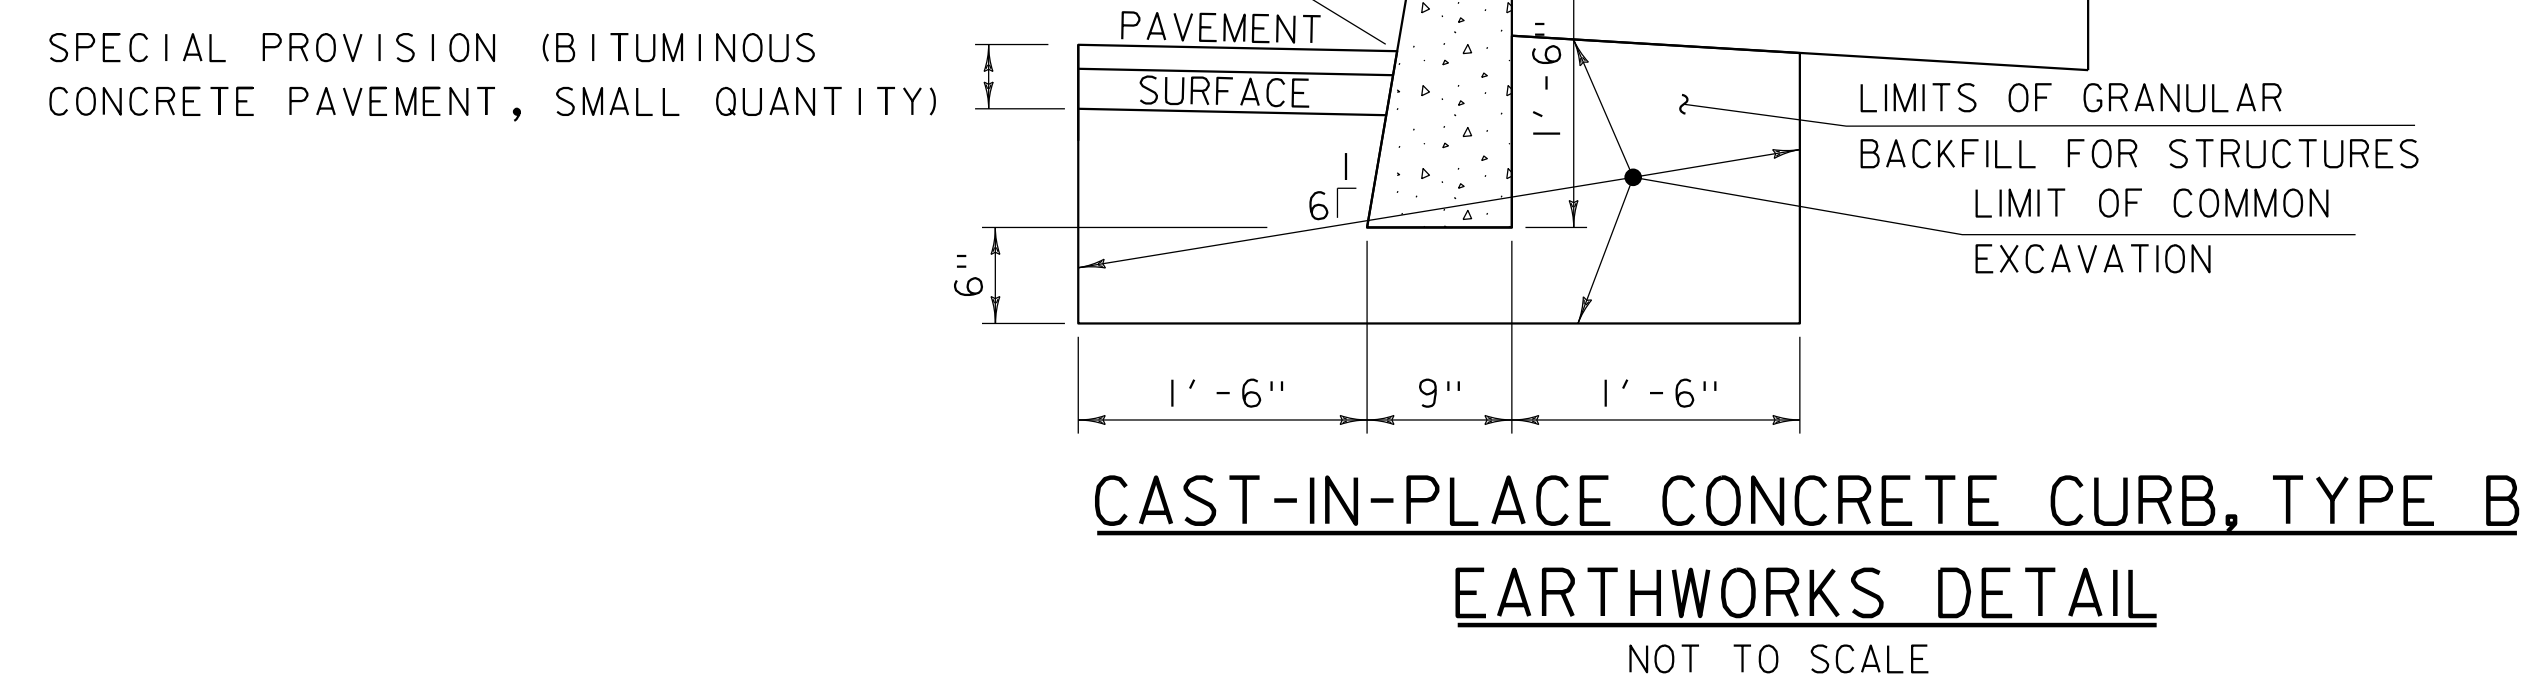 SPECIAL PROVISION (BITUMINOUS
CONCRETE PAVEMENT, SMALL QUANTITY)
PAVEMENT
SURFACE
1'-6"
1
6
6"
LIMITS OF GRANULAR
BACKFILL FOR STRUCTURES
LIMIT OF COMMON
EXCAVATION
1'-6"
9"
1'-6"
CAST-IN-PLACE CONCRETE CURB, TYPE B
EARTHWORKS DETAIL
NOT TO SCALE